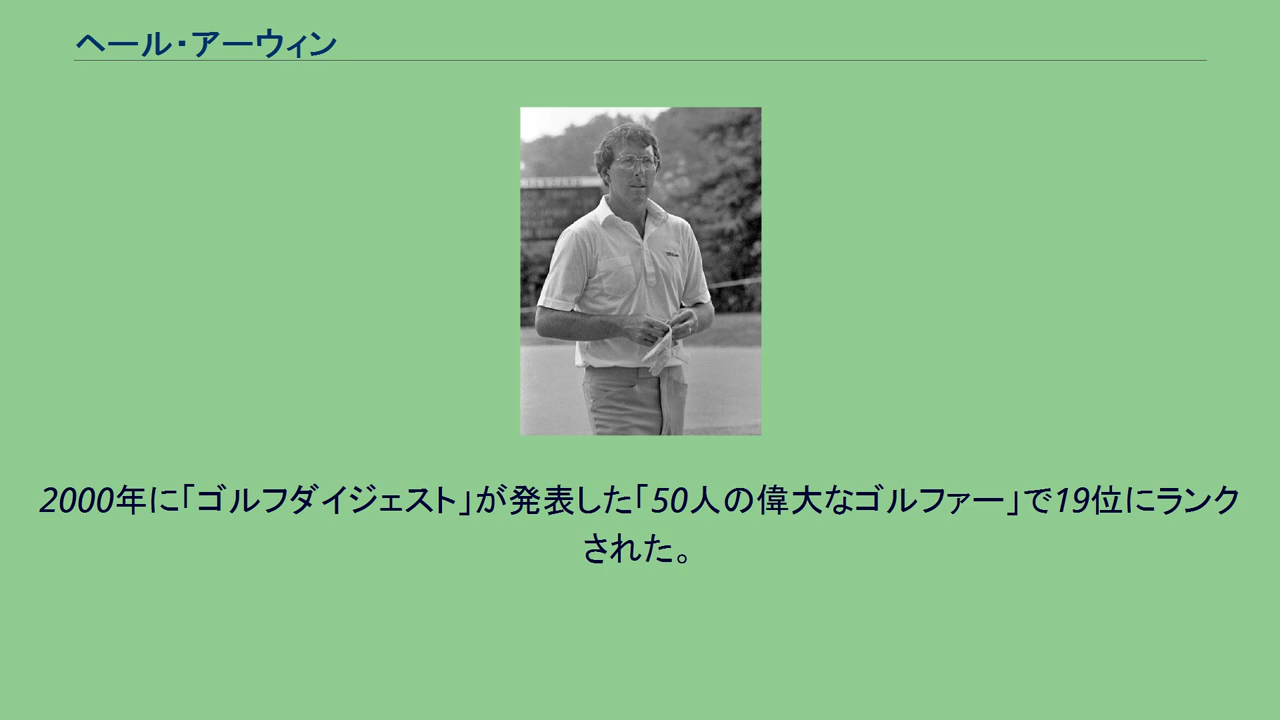 ヘール・アーウィン
2000年に「ゴルフダイジェスト」が発表した「50人の偉大なゴルファー」で19位にランク
された。